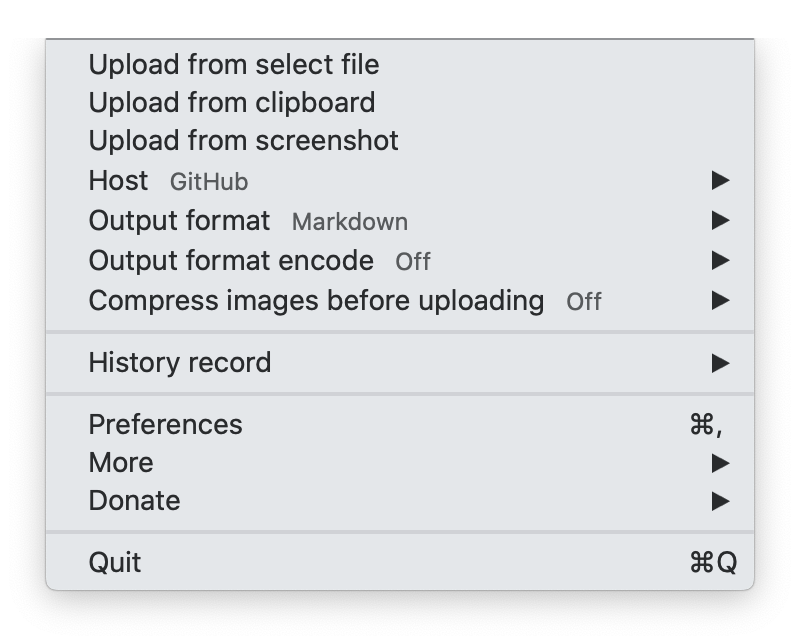 Upload from select file
Upload from clipboard
Upload from screenshot
Host GitHub ▶
Output format Markdown ▶
Output format encode Off ▶
Compress images before uploading Off ▶
History record ▶
Preferences ⌘,
More ▶
Donate ▶
Quit ⌘Q